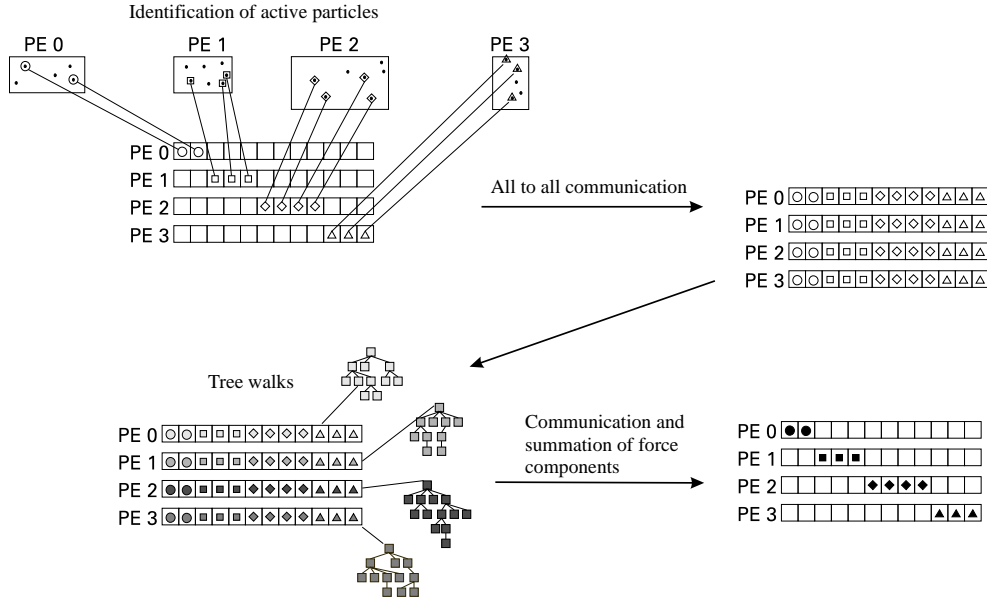 Identification of active particles
PE 0
PE 1
PE 2
PE 3
PE 0
PE 1
PE 2
PE 3
All to all communication
PE 0
PE 1
PE 2
PE 3
Tree walks
PE 0
PE 1
PE 2
PE 3
Communication and
summation of force
components
PE 0
PE 1
PE 2
PE 3